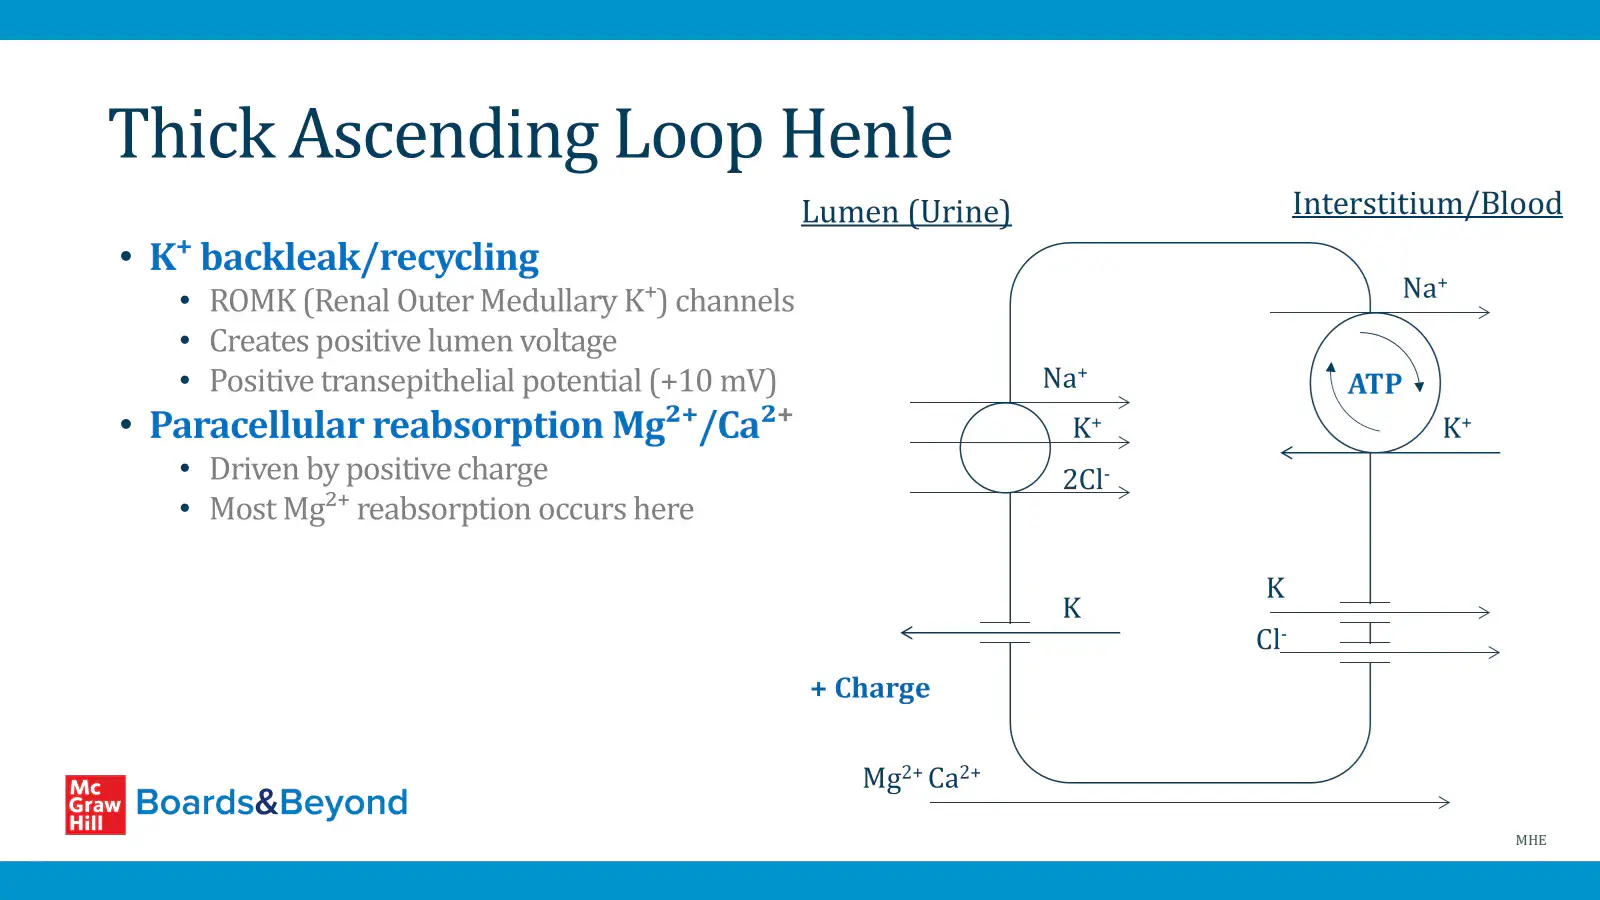 Thick Ascending Loop Henle
• K⁺ backleak/recycling
• ROMK (Renal Outer Medullary K⁺) channels
• Creates positive lumen voltage
• Positive transepithelial potential (+10 mV)
• Paracellular reabsorption Mg²⁺/Ca²⁺
• Driven by positive charge
• Most Mg²⁺ reabsorption occurs here
Lumen (Urine)
Interstitium/Blood
Na⁺
K⁺
2Cl⁻
K
+ Charge
Mg²⁺ Ca²⁺
Na⁺
ATP
K⁺
K
Cl⁻
Mc
Graw
Hill
Boards&Beyond
MHE